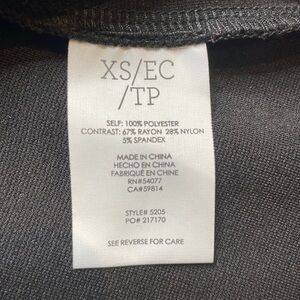 XS/EC
/TP
SELF: 100% POLYESTER
CONTRAST: 67% RAYON 28% NYLON
5% SPANDEX
MADE IN CHINA
HECHO EN CHINA
FABRIQUÉ EN CHINE
RN#54077
CA#59814
STYLE# 5205
PO# 217170
SEE REVERSE FOR CARE